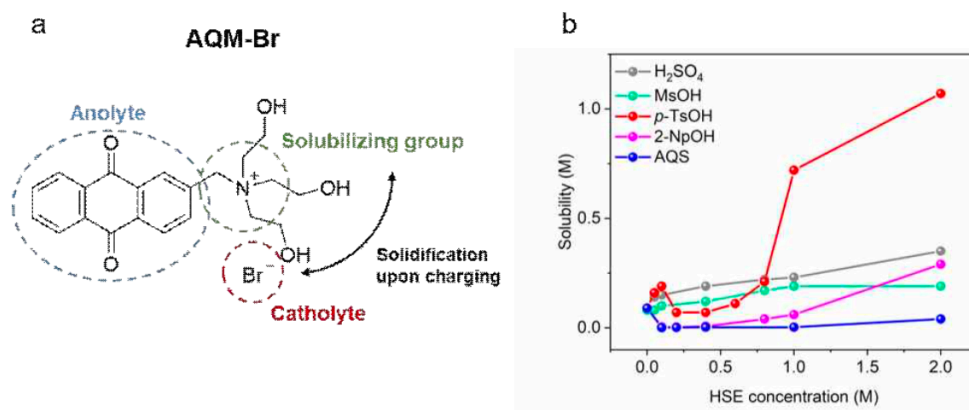 a
AQM-Br
Anolyte
O
O
N
+
OH
OH
OH
Solubilizing group
Br⁻
Catholyte
Solidification
upon charging
b
H₂SO₄
MsOH
p-TsOH
2-NpOH
AQS
Solubility (M)
1.0
0.5
0.0
0.0
0.5
1.0
1.5
2.0
HSE concentration (M)